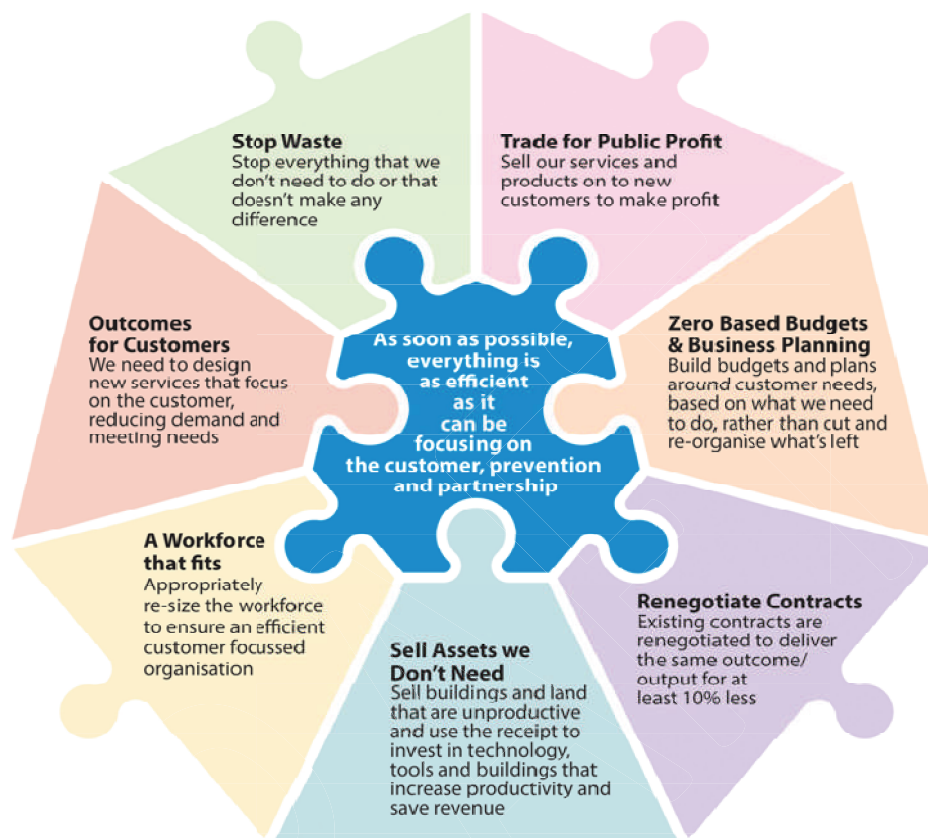 Stop Waste
Stop everything that we
don't need to do or that
doesn't make any
difference
Trade for Public Profit
Sell our services and
products on to new
customers to make profit
Zero Based Budgets
& Business Planning
Build budgets and plans
around customer needs,
based on what we need
to do, rather than cut and
re-organise what's left
Renegotiate Contracts
Existing contracts are
renegotiated to deliver
the same outcome/
output for at
least 10% less
Sell Assets we
Don't Need
Sell buildings and land
that are unproductive
and use the receipt to
invest in technology,
tools and buildings that
increase productivity and
save revenue
A Workforce
that fits
Appropriately
re-size the workforce
to ensure an efficient
customer focussed
organisation
Outcomes
for Customers
We need to design
new services that focus
on the customer,
reducing demand and
meeting needs
As soon as possible,
everything is
as efficient
as it
can be
focusing on
the customer, prevention
and partnership